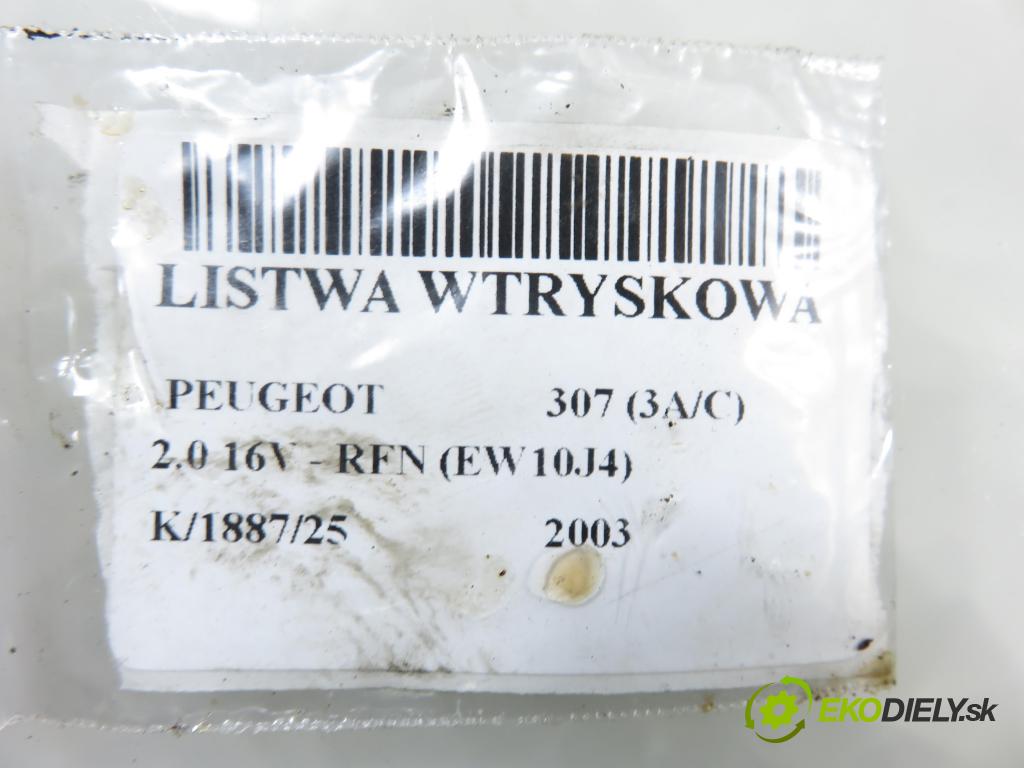 LISTWA WTRYSKOWA
PEUGEOT 307 (3A/C)
2.0 16V - RFN (EW10J4)
K/1887/25 2003
EKODIELY.sk